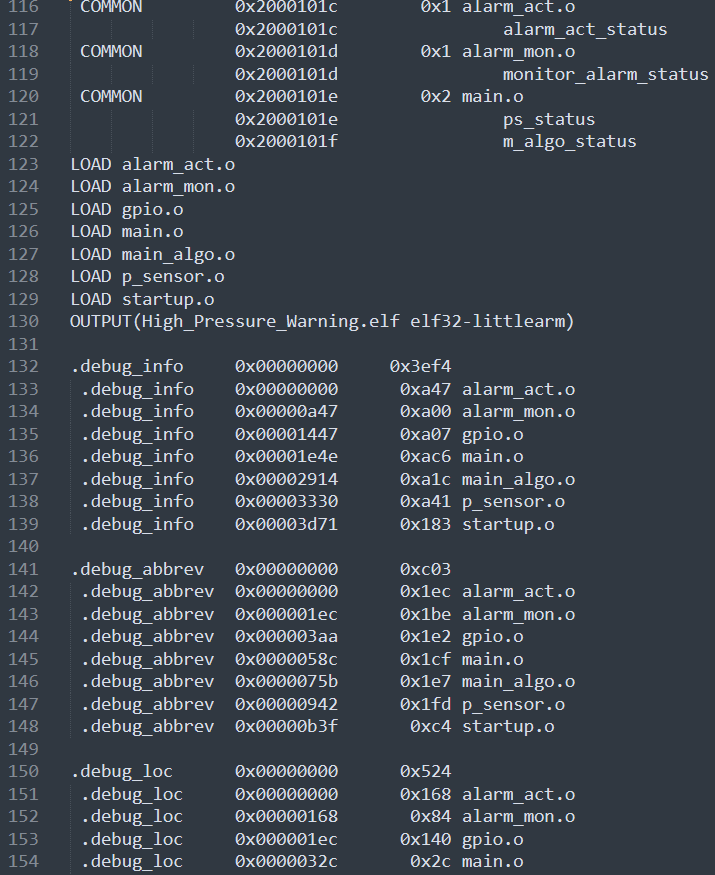 116 COMMON 0x2000101c 0x1 alarm_act.o
117 0x2000101c alarm_act_status
118 COMMON 0x2000101d 0x1 alarm_mon.o
119 0x2000101d monitor_alarm_status
120 COMMON 0x2000101e 0x2 main.o
121 0x2000101e ps_status
122 0x2000101f m_algo_status
123 LOAD alarm_act.o
124 LOAD alarm_mon.o
125 LOAD gpio.o
126 LOAD main.o
127 LOAD main_algo.o
128 LOAD p_sensor.o
129 LOAD startup.o
130 OUTPUT(High_Pressure_Warning.elf elf32-littlearm)
131
132 .debug_info 0x00000000 0x3ef4
133 .debug_info 0x00000000 0xa47 alarm_act.o
134 .debug_info 0x00000a47 0xa00 alarm_mon.o
135 .debug_info 0x00001447 0xa07 gpio.o
136 .debug_info 0x00001e4e 0xac6 main.o
137 .debug_info 0x00002914 0xa1c main_algo.o
138 .debug_info 0x00003330 0xa41 p_sensor.o
139 .debug_info 0x00003d71 0x183 startup.o
140
141 .debug_abbrev 0x00000000 0xc03
142 .debug_abbrev 0x00000000 0x1ec alarm_act.o
143 .debug_abbrev 0x000001ec 0x1be alarm_mon.o
144 .debug_abbrev 0x000003aa 0x1e2 gpio.o
145 .debug_abbrev 0x0000058c 0x1cf main.o
146 .debug_abbrev 0x0000075b 0x1e7 main_algo.o
147 .debug_abbrev 0x00000942 0x1fd p_sensor.o
148 .debug_abbrev 0x00000b3f 0xc4 startup.o
149
150 .debug_loc 0x00000000 0x524
151 .debug_loc 0x00000000 0x168 alarm_act.o
152 .debug_loc 0x00000168 0x84 alarm_mon.o
153 .debug_loc 0x000001ec 0x140 gpio.o
154 .debug_loc 0x0000032c 0x2c main.o